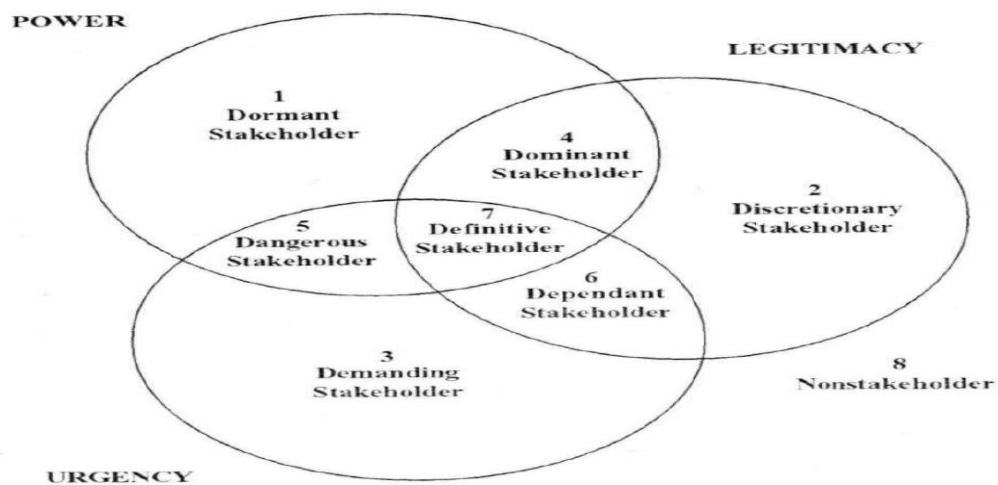 POWER
LEGITIMACY
1
Dormant
Stakeholder
4
Dominant
Stakeholder
2
Discretionary
Stakeholder
5
Dangerous
Stakeholder
7
Definitive
Stakeholder
6
Dependant
Stakeholder
3
Demanding
Stakeholder
8
Nonstakeholder
URGENCY